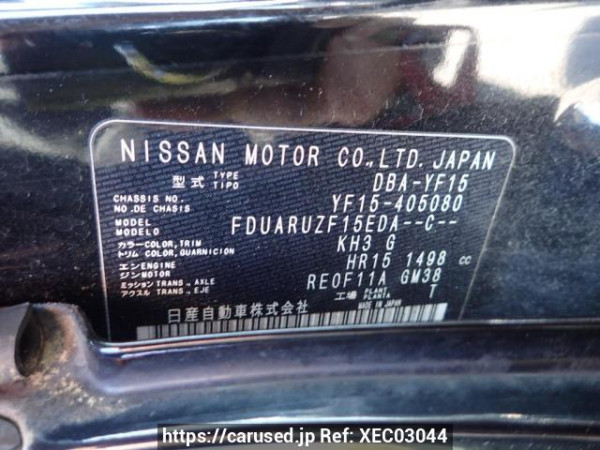 NISSAN MOTOR CO.,LTD. JAPAN
型式 TYPE TIPO DBA-YF15
CHASSIS NO. NO.DE CHASIS YF15-405080
MODEL MODELO FDUARUZF15EDA--C--
カラー COLOR, TRIM トリム COLOR, GUARNICION KH3 G
エンジン ENGINE MOTOR HR15 1498 cc
ミッション TRANS., AXLE アクスル TRANS., EJE RE0F11A GM38
工場 PLANT PLANTA T
日産自動車株式会社 MADE IN JAPAN
https://carused.jp Ref: XEC03044